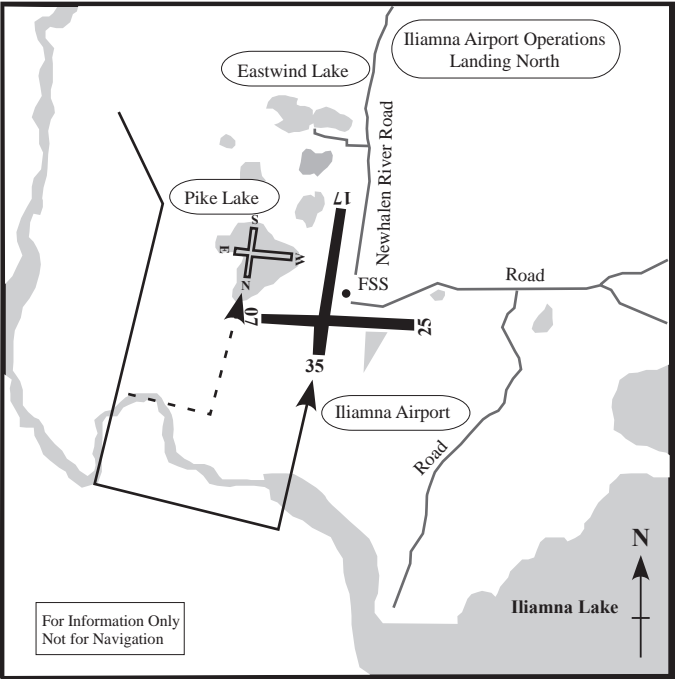 Iliamna Airport Operations
Landing North
Eastwind Lake
Newhalen River Road
Pike Lake
17
S
E
W
N
FSS
Road
07
25
35
Iliamna Airport
Road
N
Iliamna Lake
For Information Only
Not for Navigation